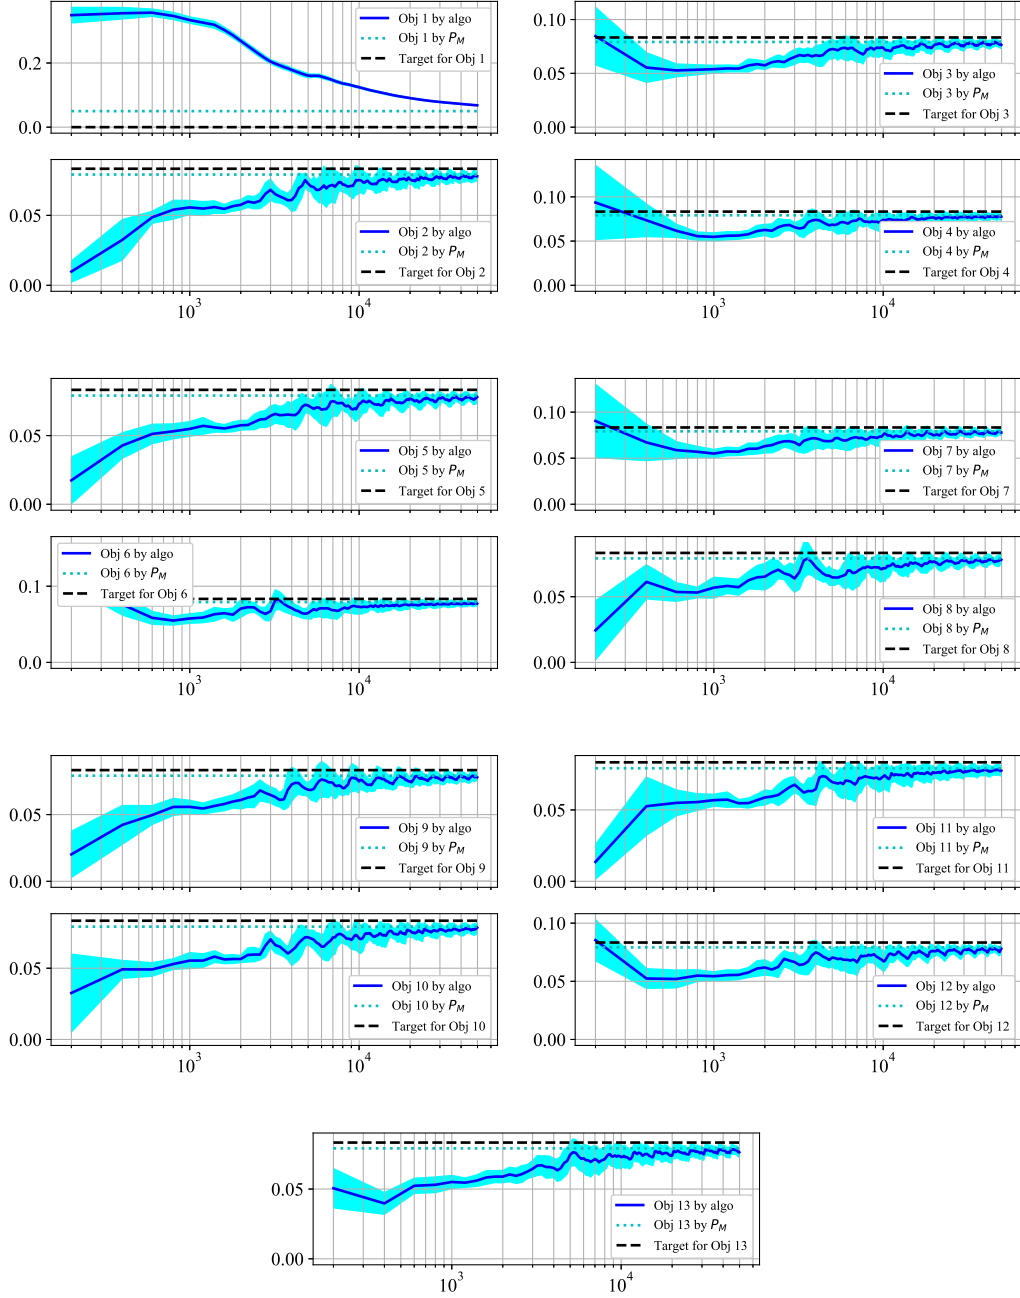 0.2
0.0
Obj 1 by algo
Obj 1 by P_M
Target for Obj 1
0.10
0.05
0.00
Obj 3 by algo
Obj 3 by P_M
Target for Obj 3
0.05
0.00
Obj 2 by algo
Obj 2 by P_M
Target for Obj 2
10^3
10^4
0.10
0.05
0.00
Obj 4 by algo
Obj 4 by P_M
Target for Obj 4
10^3
10^4
0.05
0.00
Obj 5 by algo
Obj 5 by P_M
Target for Obj 5
0.10
0.05
0.00
Obj 7 by algo
Obj 7 by P_M
Target for Obj 7
0.1
0.0
Obj 6 by algo
Obj 6 by P_M
Target for Obj 6
10^3
10^4
0.05
0.00
Obj 8 by algo
Obj 8 by P_M
Target for Obj 8
10^3
10^4
0.05
0.00
Obj 9 by algo
Obj 9 by P_M
Target for Obj 9
0.05
0.00
Obj 11 by algo
Obj 11 by P_M
Target for Obj 11
0.05
0.00
Obj 10 by algo
Obj 10 by P_M
Target for Obj 10
10^3
10^4
0.10
0.05
0.00
Obj 12 by algo
Obj 12 by P_M
Target for Obj 12
10^3
10^4
0.05
0.00
Obj 13 by algo
Obj 13 by P_M
Target for Obj 13
10^3
10^4